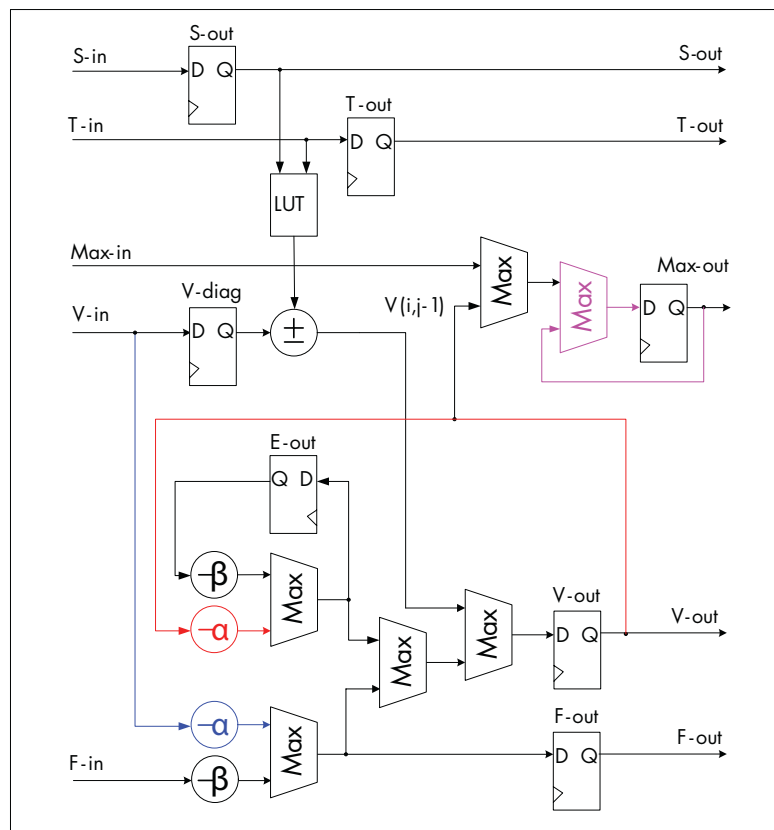 S-out
S-in
S-out
D Q
T-out
T-in
T-out
D Q
LUT
Max-in
Max
Max-out
V-diag
V(i,j-1)
Max
V-in
D Q
±
D Q
E-out
Q D
-β
Max
-α
V-out
Max
Max
D Q
V-out
-α
F-out
Max
D Q
F-out
F-in
-β